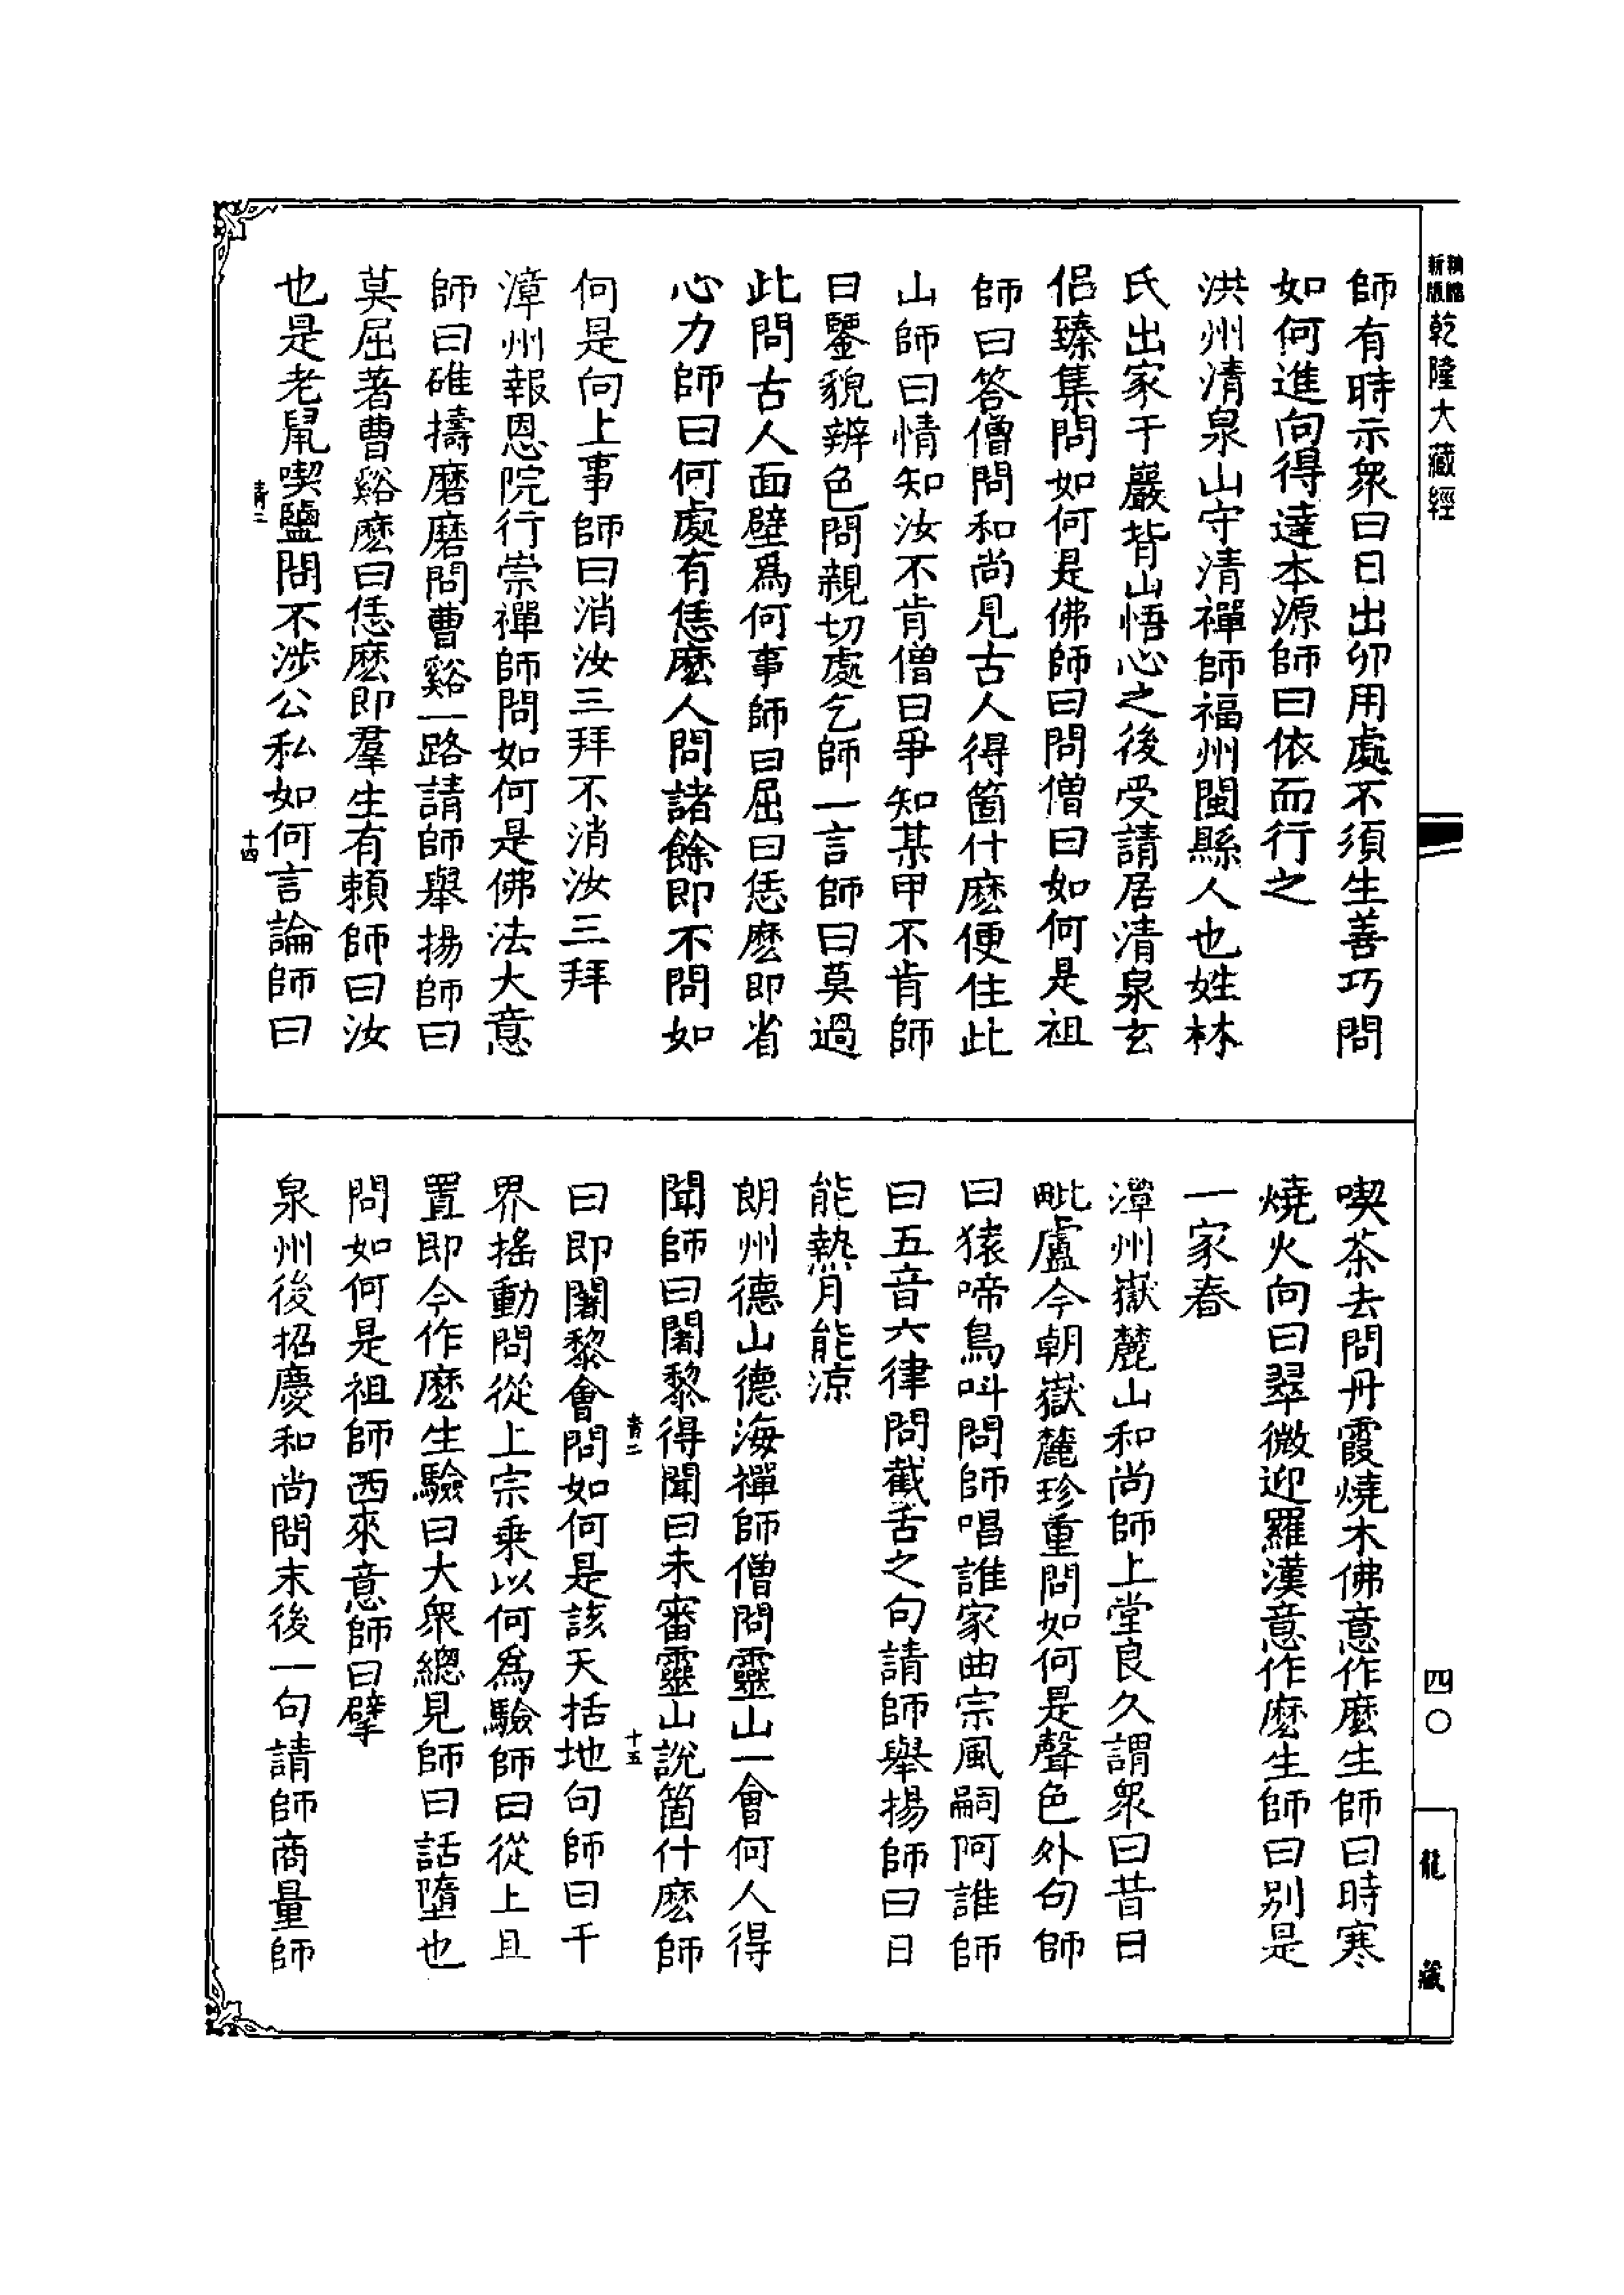 精縮新版乾隆大藏經
師有時示衆曰日出卯用處不須生善巧問
如何進向得達本源師曰依而行之
洪州清泉山守清禪師福州閩縣人也姓林
氏出家于巖背山悟心之後受請居清泉玄
侣臻集問如何是佛師曰問僧曰如何是祖
師曰答僧問和尚見古人得箇什麽便住此
山師曰情知汝不肯僧曰爭知某甲不肯師
曰鑒貌辨色問親切處乞師一言師曰莫過
此問古人面壁爲何事師曰屈曰恁麽即省
心力師曰何處有恁麽人問諸餘即不問如
何是向上事師曰消汝三拜不消汝三拜
漳州報恩院行崇禪師問如何是佛法大意
師曰碓擣磨磨問曹谿一路請師舉揚師曰
莫屈著曹谿麽曰恁麽即羣生有賴師曰汝
也是老鼠喫鹽問不涉公私如何言論師曰
青二
十四
喫茶去問丹霞燒木佛意作麽生師曰時寒
燒火向曰翠微迎羅漢意作麽生師曰别是
一家春
潭州嶽麓山和尚師上堂良久謂衆曰昔日
毗盧今朝嶽麓珍重問如何是聲色外句師
曰猿啼鳥叫問師唱誰家曲宗風嗣阿誰師
曰五音六律問截舌之句請師舉揚師曰日
能熱月能涼
朗州德山德海禪師僧問靈山一會何人得
聞師曰闍黎得聞曰未審靈山説箇什麽師
青二
十五
曰即闍黎會問如何是該天括地句師曰千
界摇動問從上宗乘以何爲驗師曰從上且
置即今作麽生驗曰大衆總見師曰話墮也
問如何是祖師西來意師曰擘
泉州後招慶和尚問末後一句請師商量師
四〇
龍藏